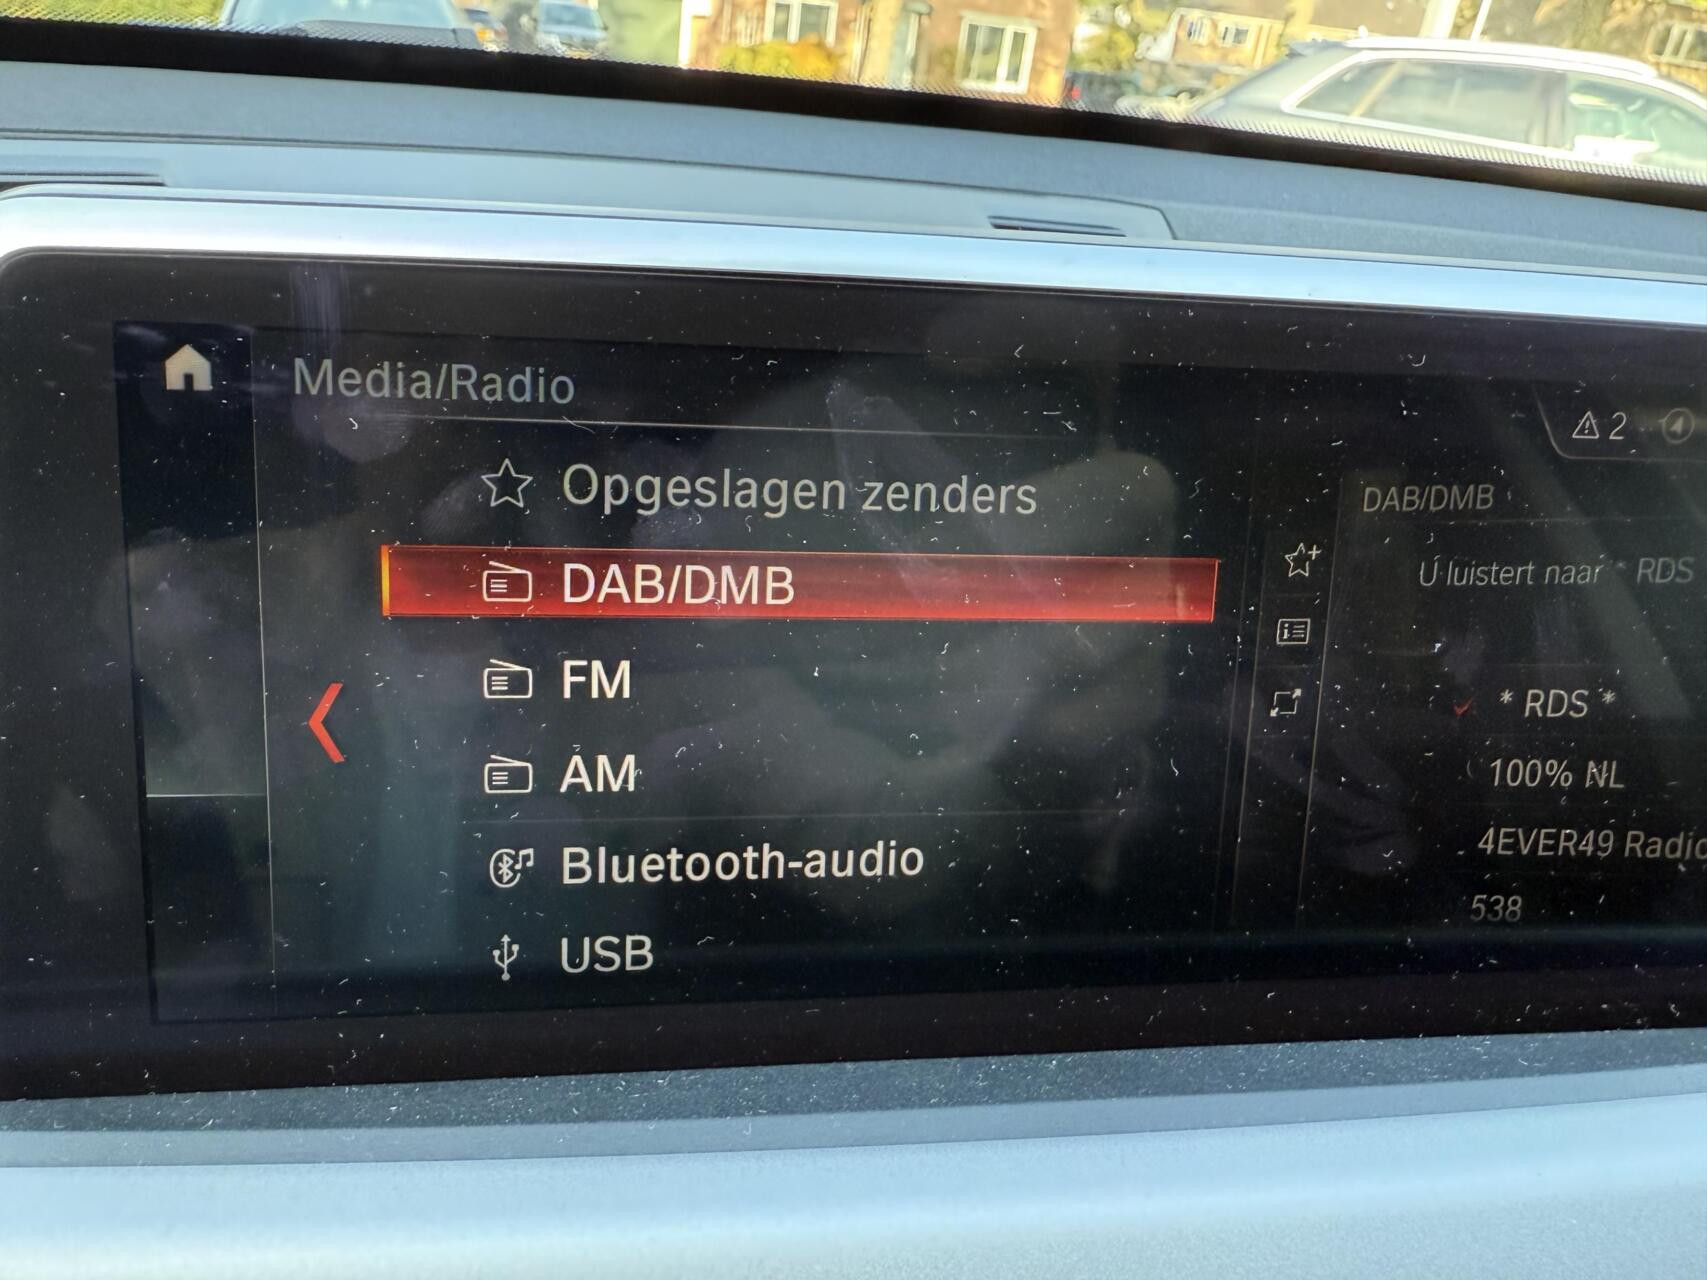 Media/Radio
Opgeslagen zenders
DAB/DMB
FM
AM
Bluetooth-audio
USB
2
DAB/DMB
U luistert naar * RDS
* RDS *
100% NL
4EVER49 Radio
538